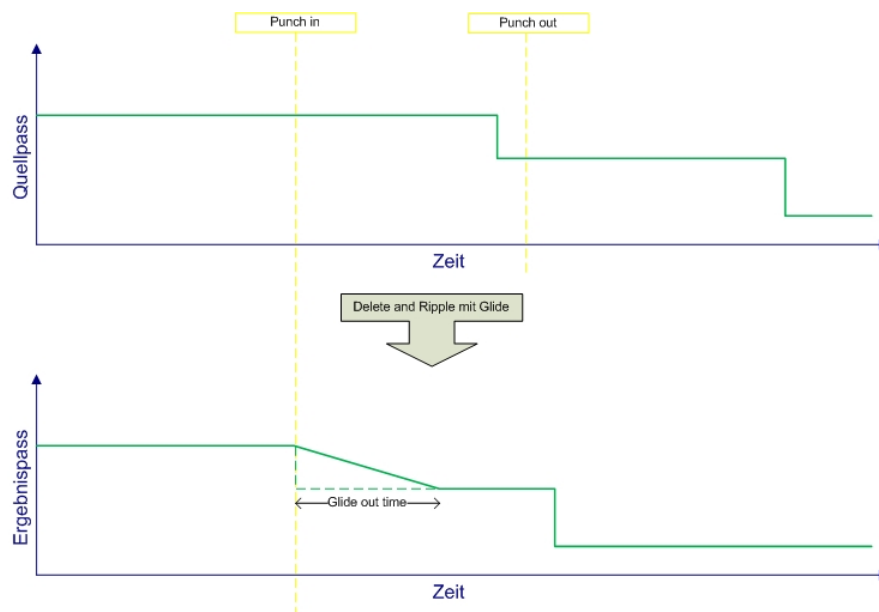 Punch in
Punch out
Quellpass
Zeit
Delete and Ripple mit Glide
Ergebnispass
Glide out time
Zeit